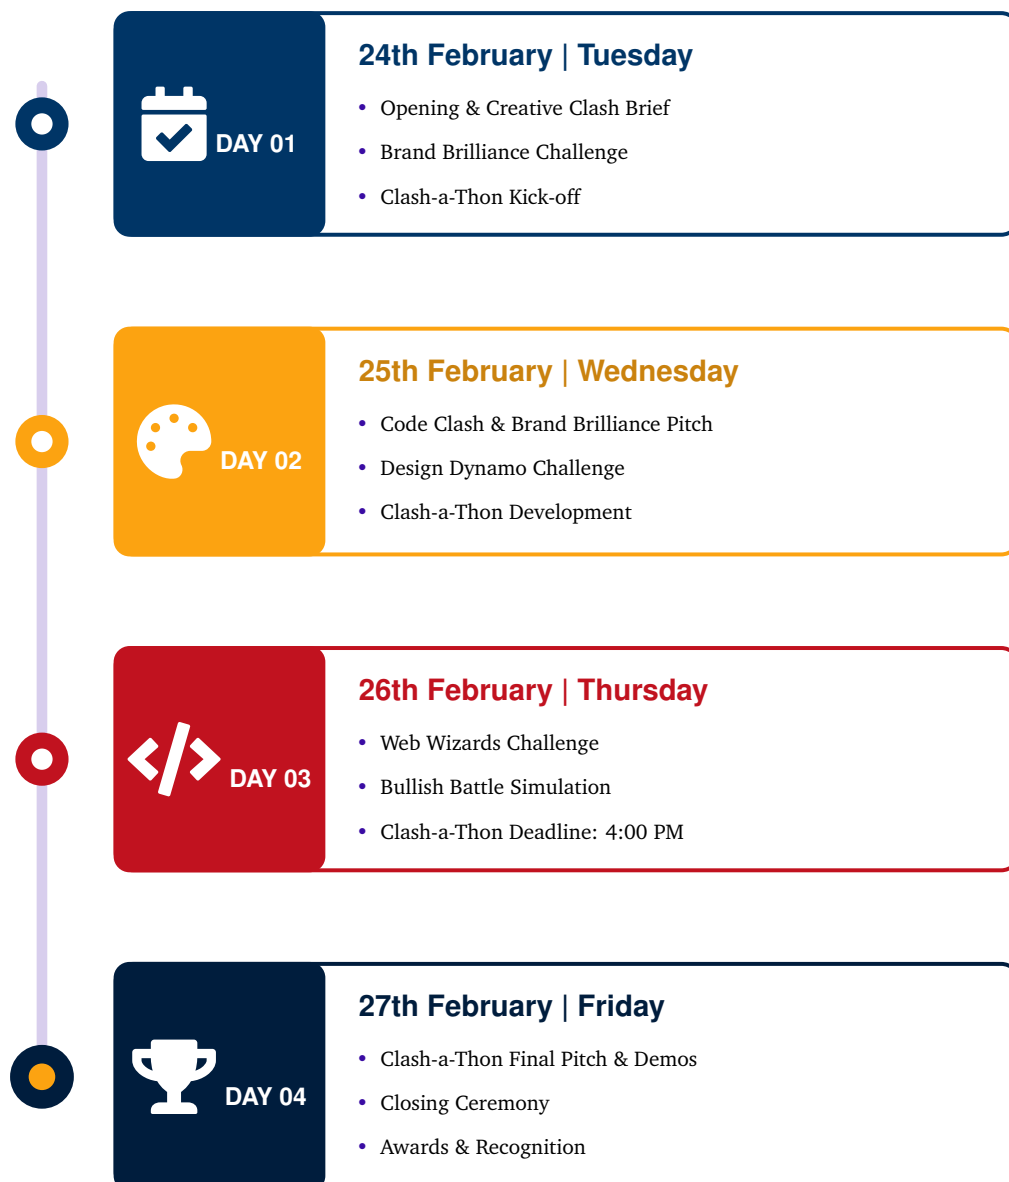 DAY 01
24th February | Tuesday
• Opening & Creative Clash Brief
• Brand Brilliance Challenge
• Clash-a-Thon Kick-off
DAY 02
25th February | Wednesday
• Code Clash & Brand Brilliance Pitch
• Design Dynamo Challenge
• Clash-a-Thon Development
DAY 03
26th February | Thursday
• Web Wizards Challenge
• Bullish Battle Simulation
• Clash-a-Thon Deadline: 4:00 PM
DAY 04
27th February | Friday
• Clash-a-Thon Final Pitch & Demos
• Closing Ceremony
• Awards & Recognition